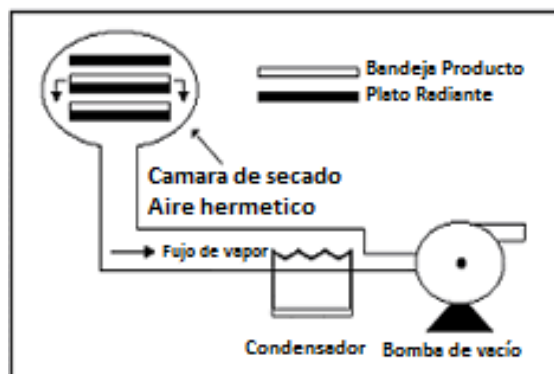 Bandeja Producto
Plato Radiante
Camara de secado
Aire hermetico
Fujo de vapor
Condensador
Bomba de vacío